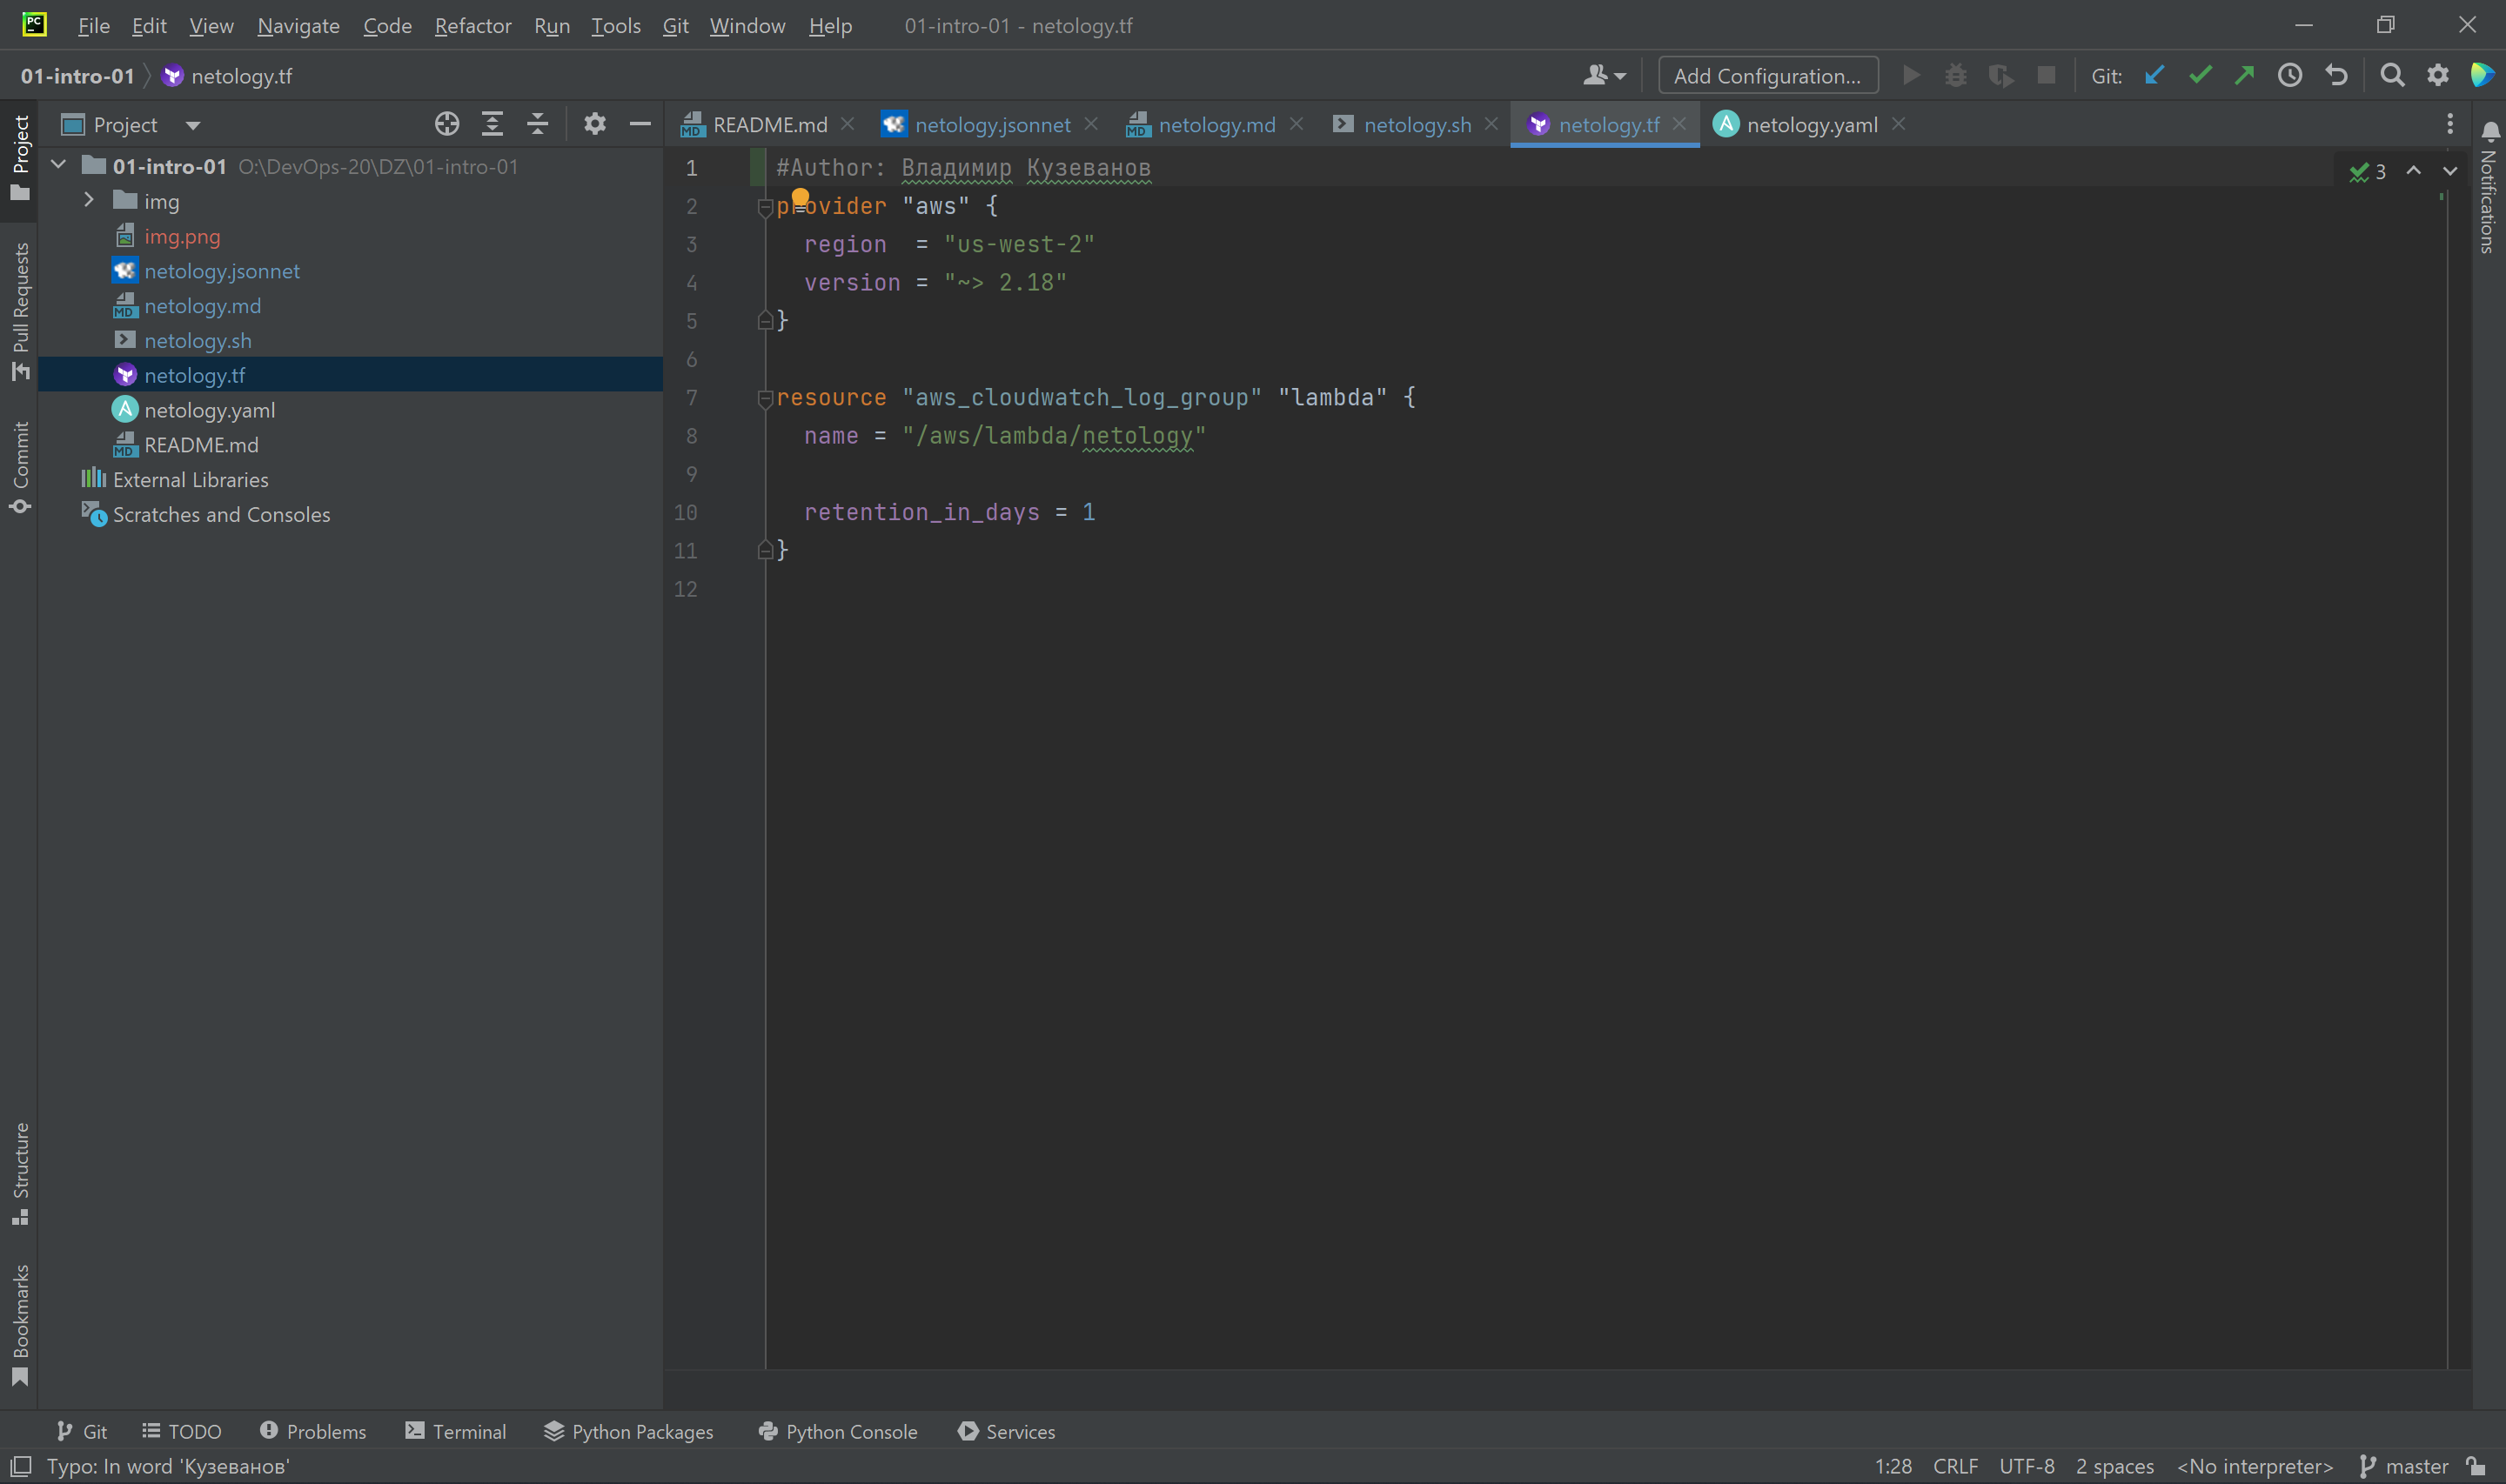 PC
File Edit View Navigate Code Refactor Run Tools Git Window Help 01-intro-01 - netology.tf
01-intro-01 netology.tf
Add Configuration... Git:
Project
README.md netology.jsonnet netology.md netology.sh netology.tf netology.yaml
01-intro-01 O:\DevOps-20\DZ\01-intro-01
img
img.png
netology.jsonnet
netology.md
netology.sh
netology.tf
netology.yaml
README.md
External Libraries
Scratches and Consoles
1 #Author: Владимир Кузеванов
2 provider "aws" {
3 region  = "us-west-2"
4 version = "~> 2.18"
5 }
6
7 resource "aws_cloudwatch_log_group" "lambda" {
8 name = "/aws/lambda/netology"
9
10 retention_in_days = 1
11 }
12
3
Project
Pull Requests
Commit
Structure
Bookmarks
Notifications
Git TODO Problems Terminal Python Packages Python Console Services
Typo: In word 'Кузеванов' 1:28 CRLF UTF-8 2 spaces <No interpreter> master